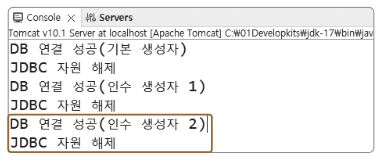 Console × Servers
Tomcat v10.1 Server at localhost [Apache Tomcat] C:₩01Developkits₩jdk-17₩bin₩jav
DB 연결 성공(기본 생성자)
JDBC 자원 해제
DB 연결 성공(인수 생성자 1)
JDBC 자원 해제
DB 연결 성공(인수 생성자 2)
JDBC 자원 해제